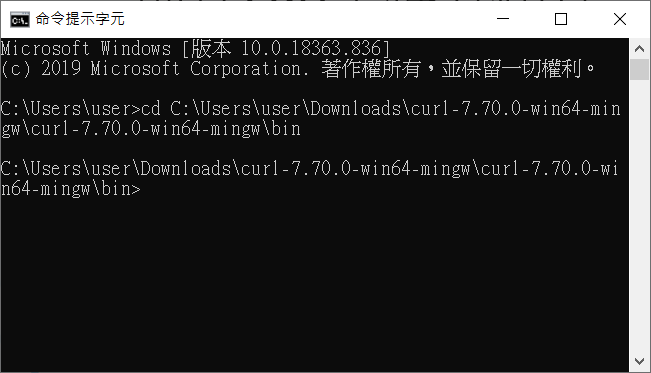 命令提示字元
Microsoft Windows [版本 10.0.18363.836]
(c) 2019 Microsoft Corporation. 著作權所有，並保留一切權利。
C:\Users\user>cd C:\Users\user\Downloads\curl-7.70.0-win64-min
gw\curl-7.70.0-win64-mingw\bin
C:\Users\user\Downloads\curl-7.70.0-win64-mingw\curl-7.70.0-wi
n64-mingw\bin>